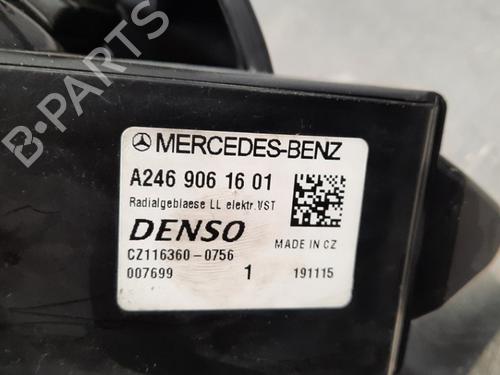 B-PARTS
MERCEDES-BENZ
A246 906 16 01
Radialgeblaese LL elektr.VST
DENSO
MADE IN CZ
CZ116360-0756
007699 1 191115